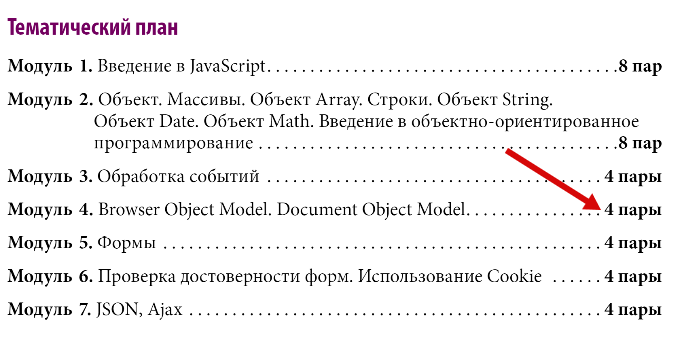 Тематический план
Модуль 1. Введение в JavaScript. . . . . . . . . . . . . . . . . . . . . . . . . . . . . . . . . . . . . . . . . . . . . .8 пар
Модуль 2. Объект. Массивы. Объект Array. Строки. Объект String.
Объект Date. Объект Math. Введение в объектно-ориентированное
программирование . . . . . . . . . . . . . . . . . . . . . . . . . . . . . . . . . . . . . . . . . . . . . . .8 пар
Модуль 3. Обработка событий . . . . . . . . . . . . . . . . . . . . . . . . . . . . . . . . . . . . . . . . . . . . 4 пары
Модуль 4. Browser Object Model. Document Object Model. . . . . . . . . . . . . . . . . . 4 пары
Модуль 5. Формы . . . . . . . . . . . . . . . . . . . . . . . . . . . . . . . . . . . . . . . . . . . . . . . . . . . . . . . . . 4 пары
Модуль 6. Проверка достоверности форм. Использование Cookie . . . . . . 4 пары
Модуль 7. JSON, Ajax . . . . . . . . . . . . . . . . . . . . . . . . . . . . . . . . . . . . . . . . . . . . . . . . . . . . . 4 пары